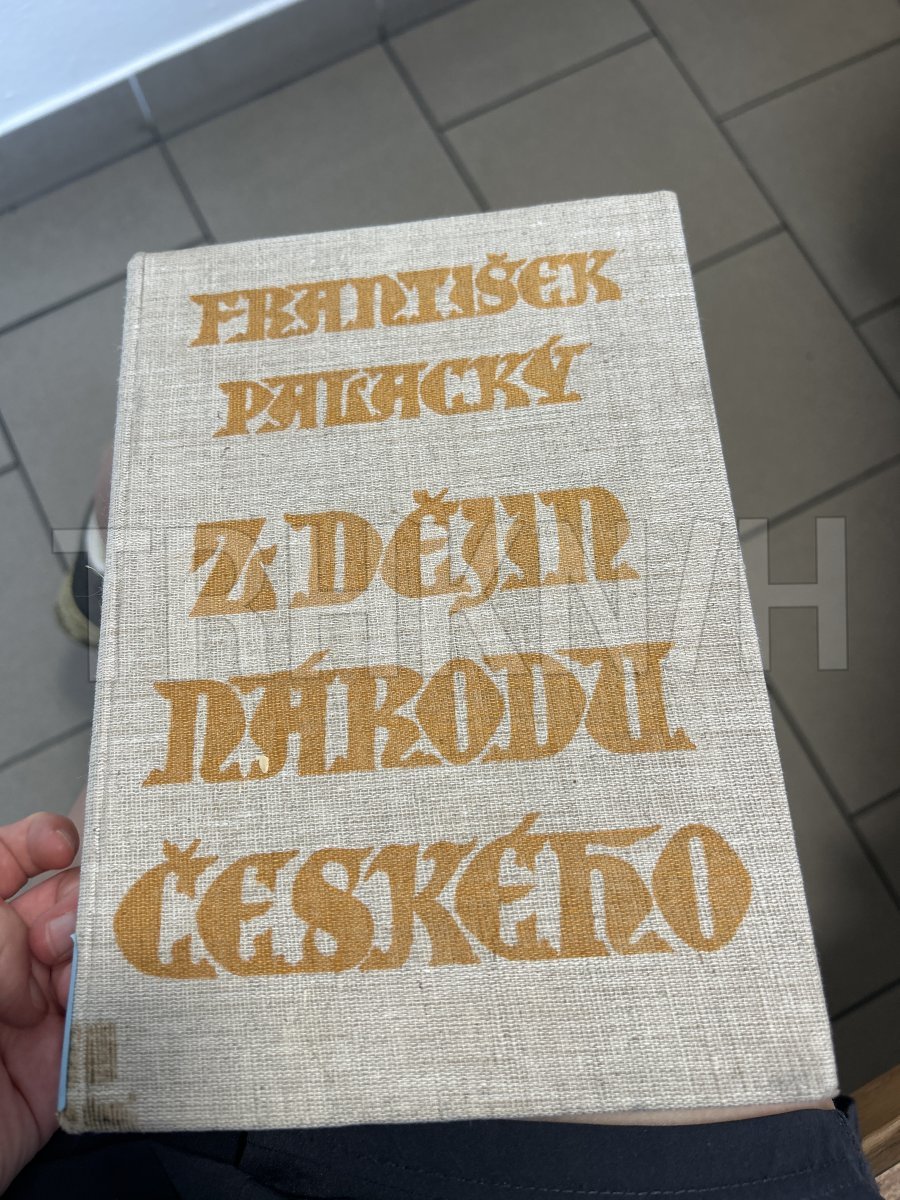 FRANTIŠEK
PALACKÝ
Z DĚJIN
NÁRODU
ČESKÉHO